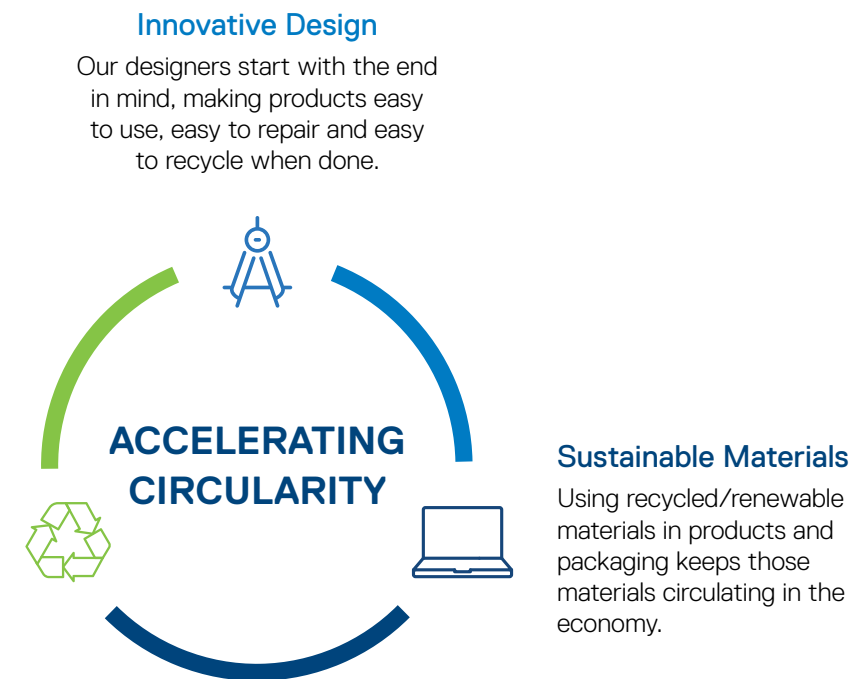 Innovative Design
Our designers start with the end
in mind, making products easy
to use, easy to repair and easy
to recycle when done.
ACCELERATING
CIRCULARITY
Sustainable Materials
Using recycled/renewable
materials in products and
packaging keeps those
materials circulating in the
economy.